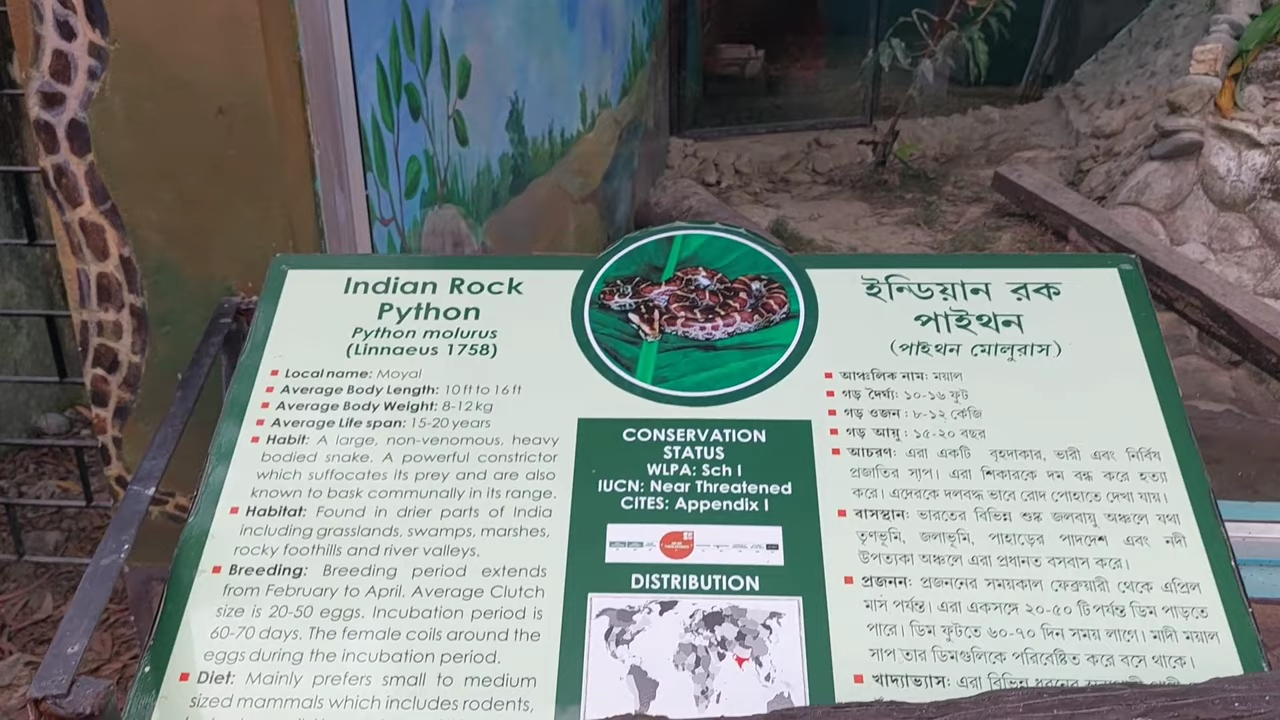 Indian Rock
Python
Python molurus
(Linnaeus 1758)
Local name: Moyal
Average Body Length: 10ft to 16ft
Average Body Weight: 8-12kg
Average Life span: 15-20 years
Habit: A large, non-venomous, heavy
bodied snake. A powerful constrictor
which suffocates its prey and are also
known to bask communally in its range.
Habitat: Found in drier parts of India
including grasslands, swamps, marshes,
rocky foothills and river valleys.
Breeding: Breeding period extends
from February to April. Average Clutch
size is 20-50 eggs. Incubation period is
60-70 days. The female coils around the
eggs during the incubation period.
Diet: Mainly prefers small to medium
sized mammals which includes rodents,
CONSERVATION
STATUS
WLPA: Sch I
IUCN: Near Threatened
CITES: Appendix I
DISTRIBUTION
ইন্ডিয়ান রক
পাইথন
(পাইথন মোলুরাস)
আঞ্চলিক নাম: ময়াল
গড় দৈর্ঘ্য: ১০-১৬ ফুট
গড় ওজন: ৮-১২ কেজি
গড় আয়ু: ১৫-২০ বছর
আচরণ: এরা একটি বৃহদাকার, ভারী এবং নির্বিষ
প্রজাতির সাপ। এরা শিকারকে দম বন্ধ করে হত্যা
করে। এদেরকে দলবদ্ধ ভাবে রোদ পোহাতে দেখা যায়।
বাসস্থান: ভারতের বিভিন্ন শুষ্ক জলবায়ু অঞ্চলে যথা
তৃণভূমি, জলাভূমি, পাহাড়ের পাদদেশ এবং নদী
উপত্যকা অঞ্চলে এরা প্রধানত বসবাস করে।
প্রজনন: প্রজননের সময়কাল ফেব্রুয়ারী থেকে এপ্রিল
মাস পর্যন্ত। এরা একসঙ্গে ২০-৫০ টি পর্যন্ত ডিম পাড়তে
পারে। ডিম ফুটতে ৬০-৭০ দিন সময় লাগে। মাদী ময়াল
সাপ তার ডিমগুলিকে পরিবেষ্টিত করে বসে থাকে।
খাদ্যাভ্যাস: এরা বিভিন্ন ধরনের